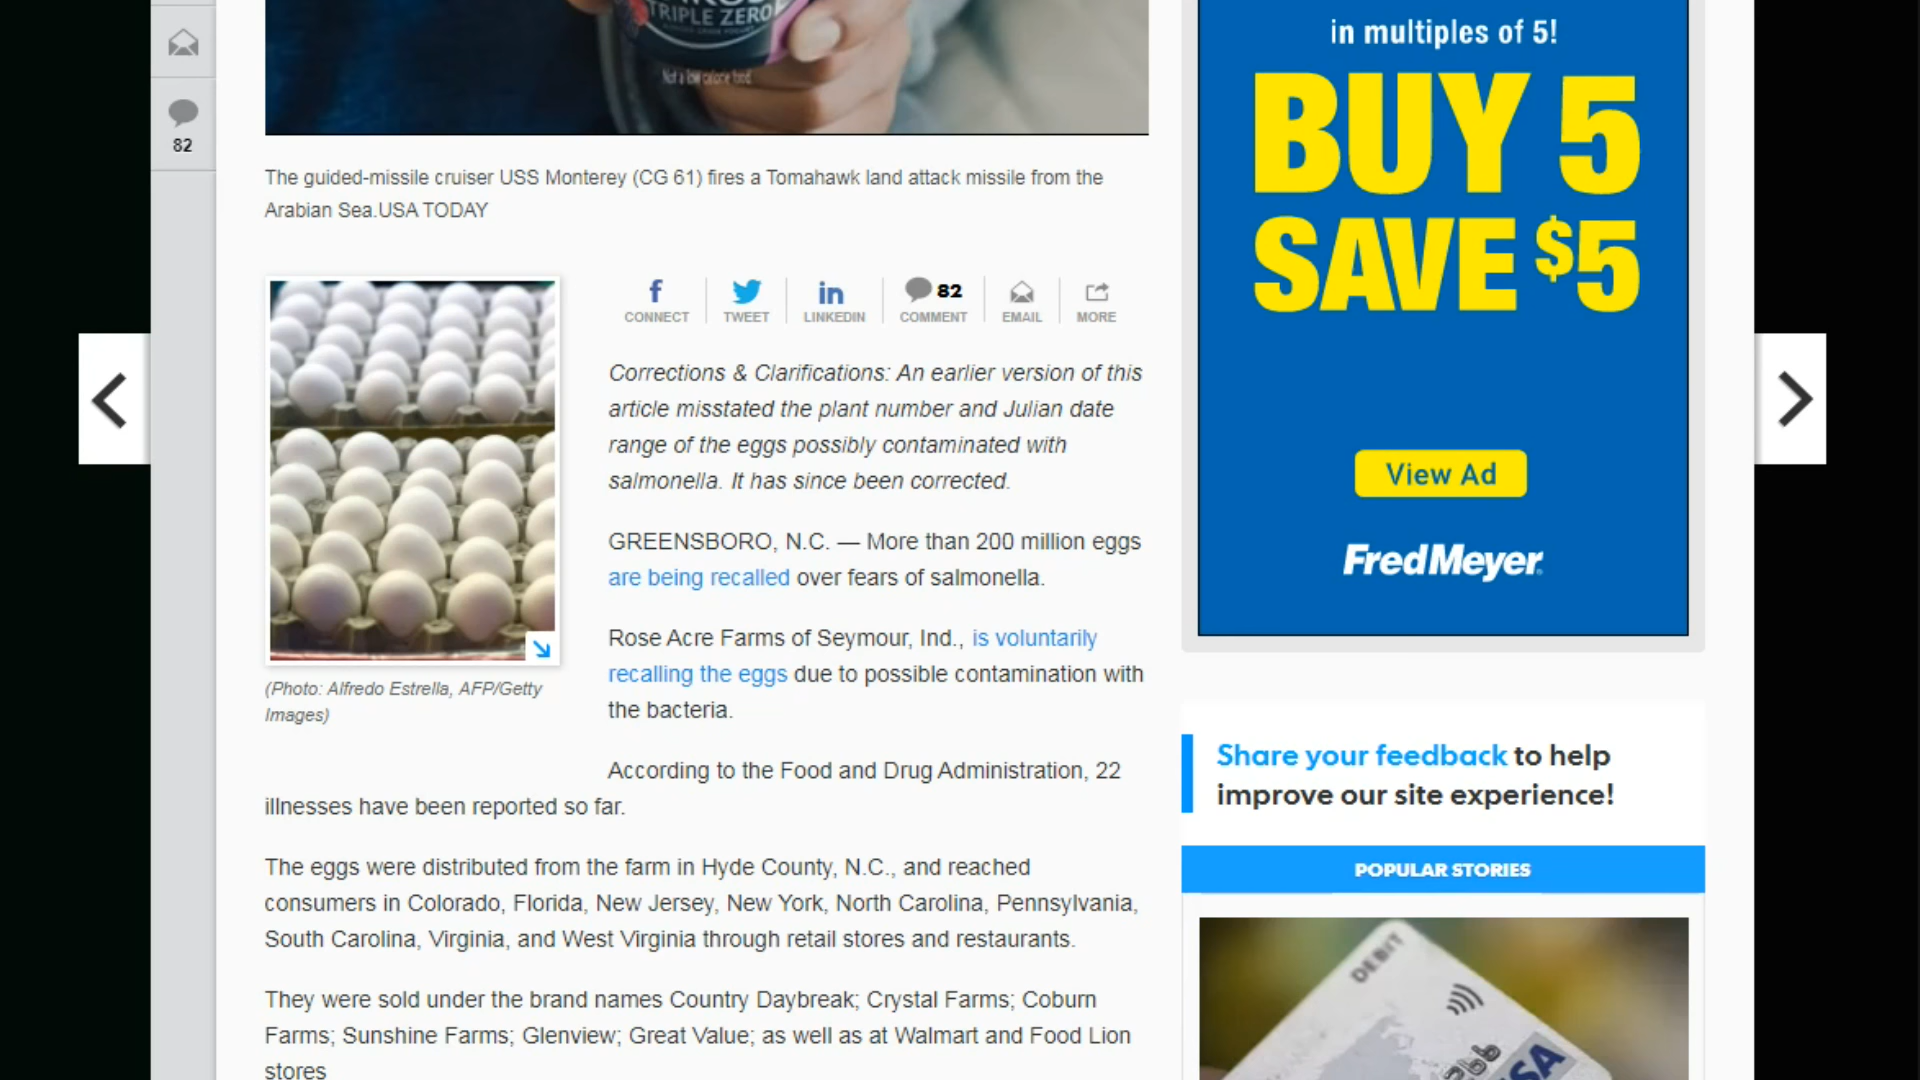 TRIPLE ZERO
Not a low calorie food
82
The guided-missile cruiser USS Monterey (CG 61) fires a Tomahawk land attack missile from the
Arabian Sea.USA TODAY
82
CONNECT
TWEET
LINKEDIN
COMMENT
EMAIL
MORE
(Photo: Alfredo Estrella, AFP/Getty
Images)
Corrections & Clarifications: An earlier version of this
article misstated the plant number and Julian date
range of the eggs possibly contaminated with
salmonella. It has since been corrected.
GREENSBORO, N.C. — More than 200 million eggs
are being recalled over fears of salmonella.
Rose Acre Farms of Seymour, Ind., is voluntarily
recalling the eggs due to possible contamination with
the bacteria.
According to the Food and Drug Administration, 22
illnesses have been reported so far.
The eggs were distributed from the farm in Hyde County, N.C., and reached
consumers in Colorado, Florida, New Jersey, New York, North Carolina, Pennsylvania,
South Carolina, Virginia, and West Virginia through retail stores and restaurants.
They were sold under the brand names Country Daybreak; Crystal Farms; Coburn
Farms; Sunshine Farms; Glenview; Great Value; as well as at Walmart and Food Lion
stores
in multiples of 5!
BUY 5
SAVE $5
View Ad
FredMeyer
Share your feedback to help
improve our site experience!
POPULAR STORIES
DEBIT
VISA